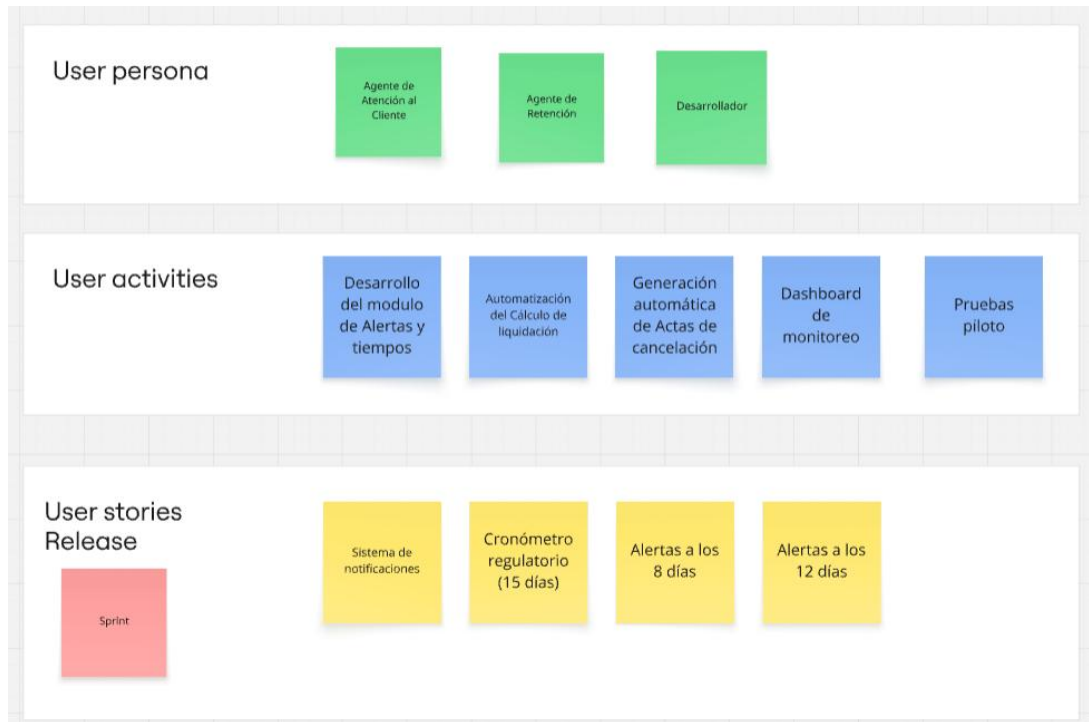 User persona
Agente de
Atención al
Cliente
Agente de
Retención
Desarrollador
User activities
Desarrollo
del modulo
de Alertas y
tiempos
Automatización
del Cálculo de
liquidación
Generación
automática
de Actas de
cancelación
Dashboard
de
monitoreo
Pruebas
piloto
User stories
Release
Sprint
Sistema de
notificaciones
Cronómetro
regulatorio
(15 días)
Alertas a los
8 días
Alertas a los
12 días